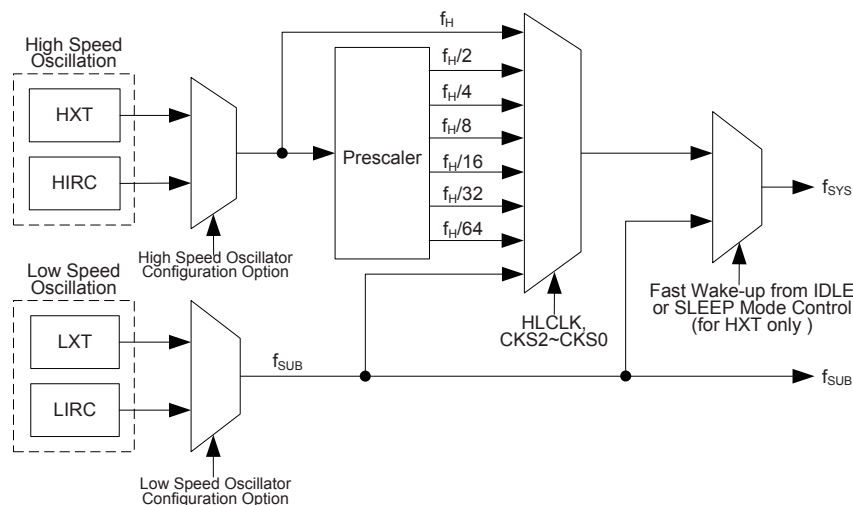 High Speed
Oscillation
HXT
HIRC
High Speed Oscillator
Configuration Option
Low Speed
Oscillation
LXT
LIRC
Low Speed Oscillator
Configuration Option
fH
Prescaler
fH/2
fH/4
fH/8
fH/16
fH/32
fH/64
HLCLK,
CKS2~CKS0
fSUB
Fast Wake-up from IDLE
or SLEEP Mode Control
(for HXT only )
fSYS
fSUB